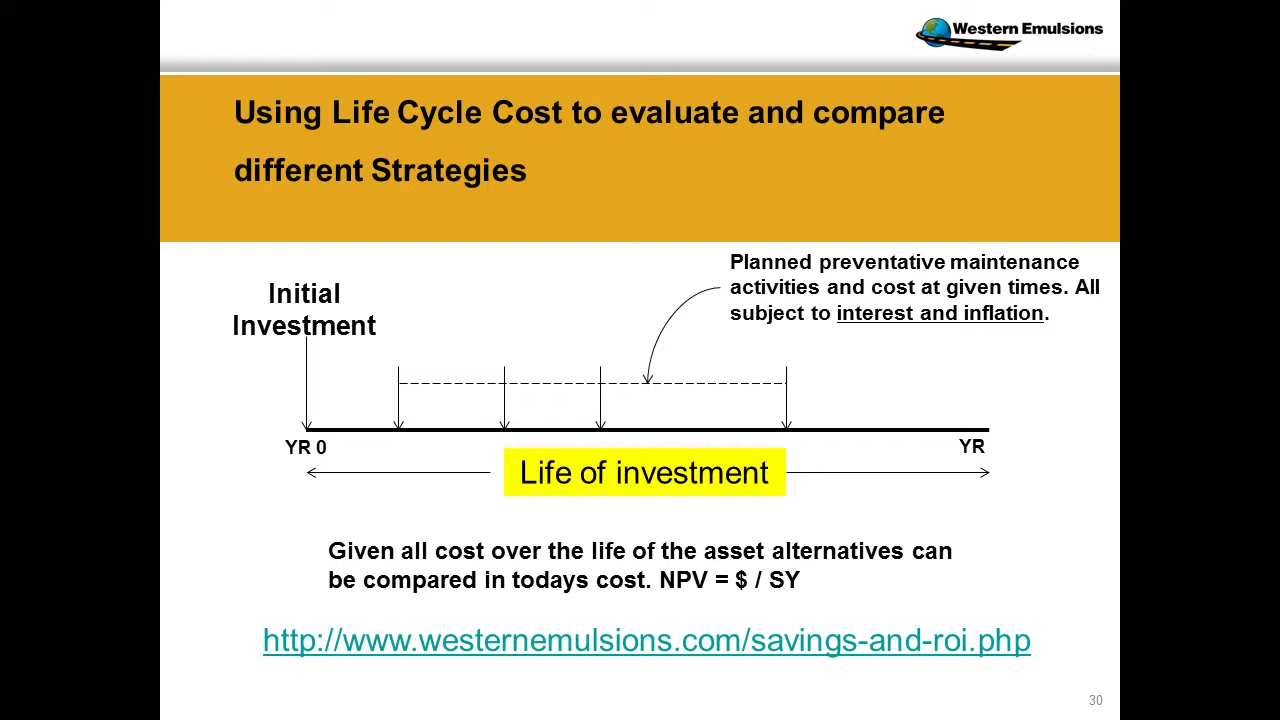 Western Emulsions
Using Life Cycle Cost to evaluate and compare
different Strategies
Planned preventative maintenance
activities and cost at given times. All
subject to interest and inflation.
Initial
Investment
YR 0
YR
Life of investment
Given all cost over the life of the asset alternatives can
be compared in todays cost. NPV = $ / SY
http://www.westernemulsions.com/savings-and-roi.php
30